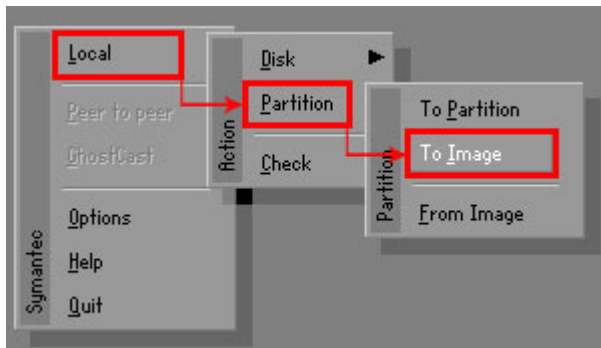 Local
Peer to peer
GhostCast
Options
Help
Quit
Symantec
Disk
Partition
Check
Action
To Partition
To Image
From Image
Partition